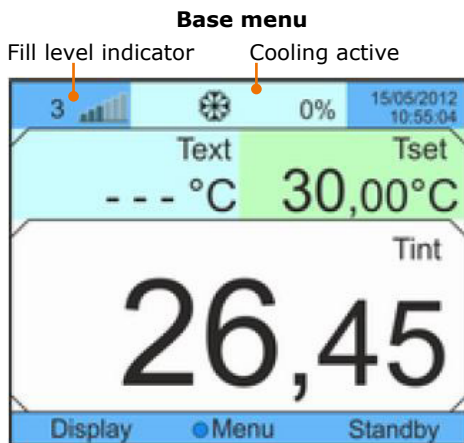 Base menu
Fill level indicator Cooling active
3 0% 15/05/2012
10:55:04
Text Tset
- - - °C 30,00°C
Tint
26,45
Display Menu Standby